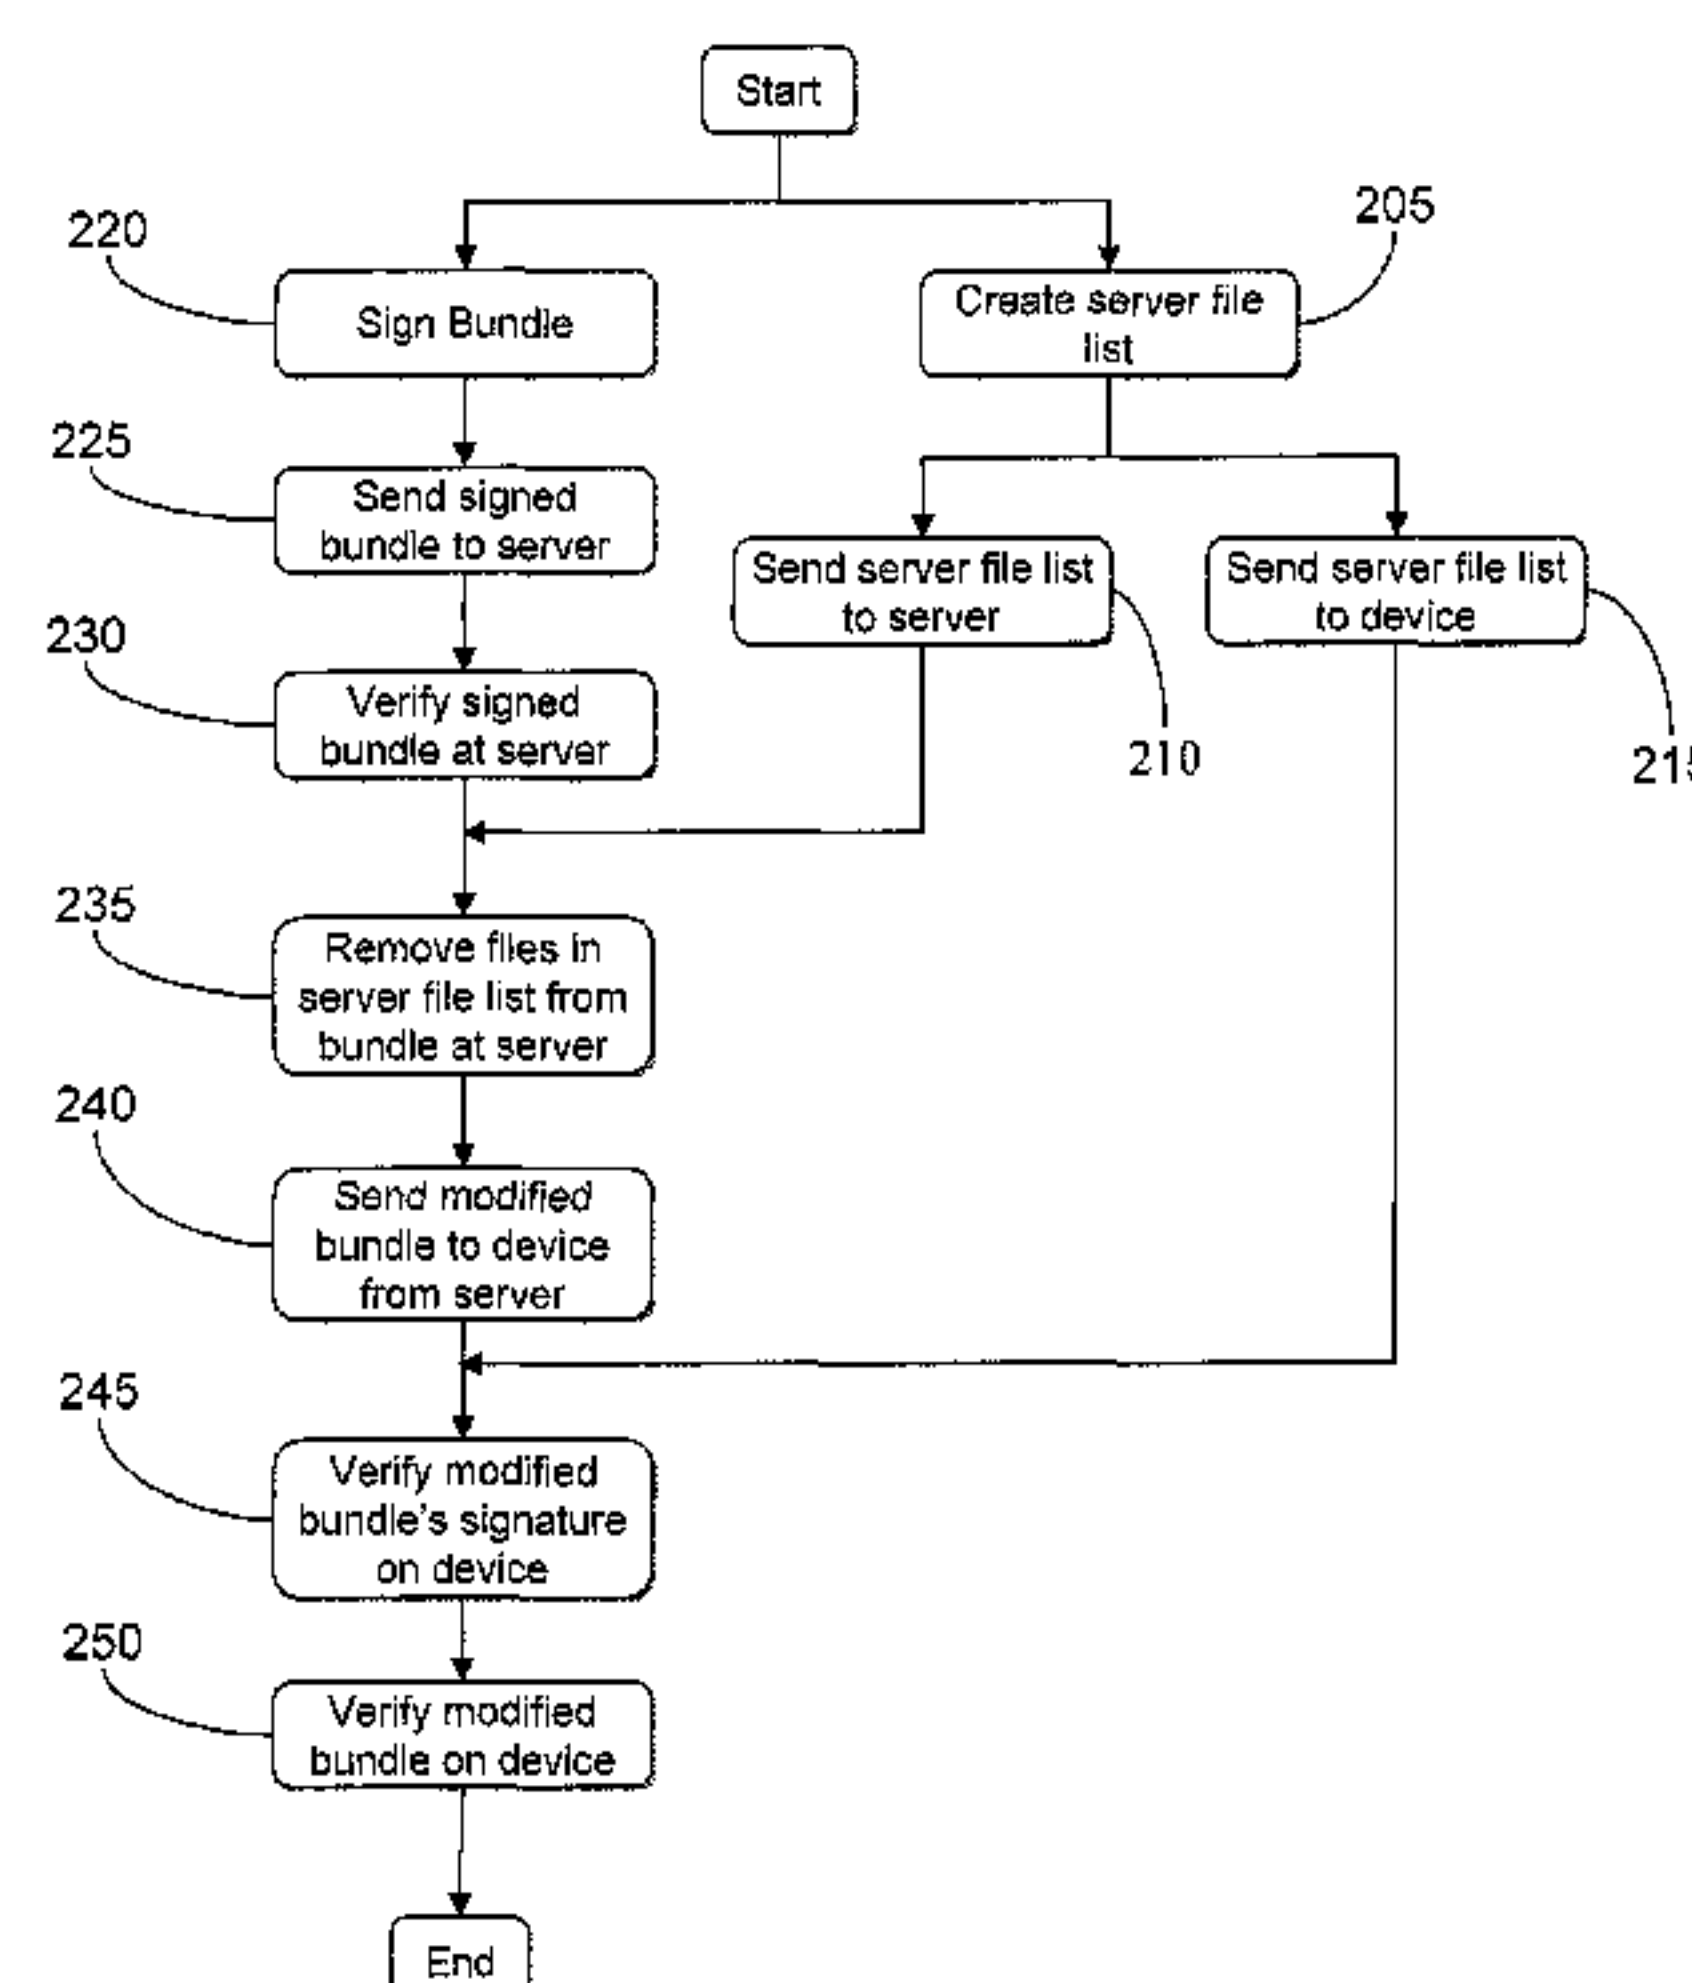 Start
220
205
Sign Bundle
Create server file
list
225
Send signed
bundle to server
Send server file list
to server
Send server file list
to device
230
Verify signed
bundle at server
210
235
Remove files in
server file list from
bundle at server
240
Send modified
bundle to device
from server
245
Verify modified
bundle's signature
on device
250
Verify modified
bundle on device
End